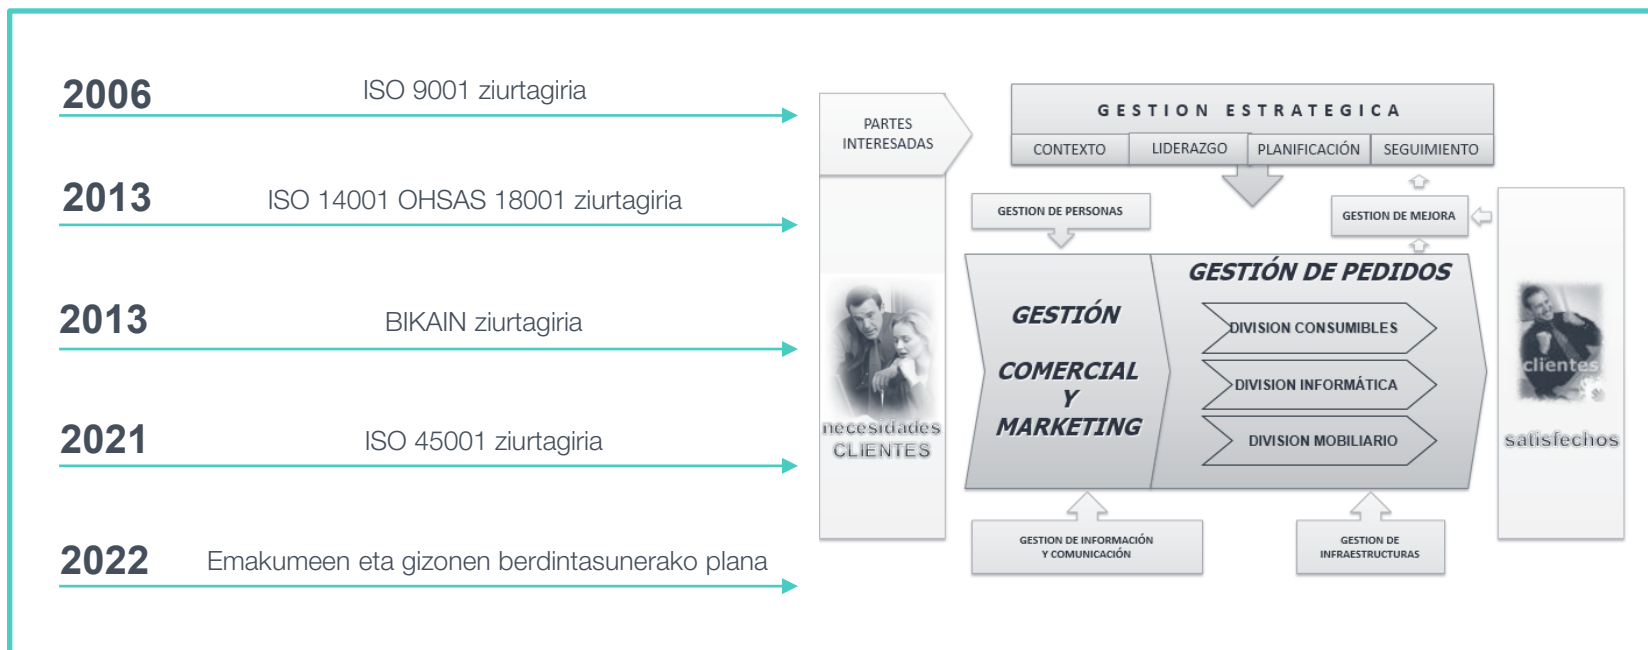 2006
ISO 9001 ziurtagiria
2013
ISO 14001 OHSAS 18001 ziurtagiria
2013
BIKAIN ziurtagiria
2021
ISO 45001 ziurtagiria
2022
Emakumeen eta gizonen berdintasunerako plana
PARTES
INTERESADAS
necesidades
CLIENTES
GESTION ESTRATEGICA
CONTEXTO
LIDERAZGO
PLANIFICACIÓN
SEGUIMIENTO
GESTION DE PERSONAS
GESTION DE MEJORA
GESTIÓN
COMERCIAL
Y
MARKETING
GESTIÓN DE PEDIDOS
DIVISION CONSUMIBLES
DIVISION INFORMÁTICA
DIVISION MOBILIARIO
GESTION DE INFORMACIÓN
Y COMUNICACIÓN
GESTION DE
INFRAESTRUCTURAS
clientes
satisfechos